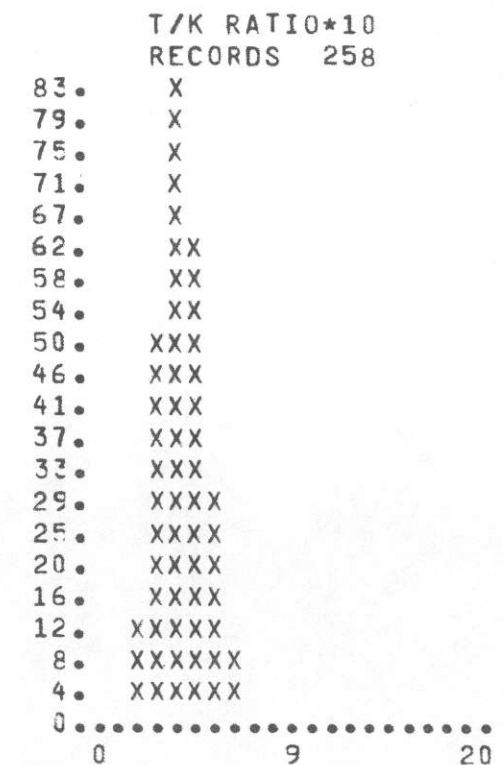 T/K RATIO*10
RECORDS 258
83. X
79. X
75. X
71. X
67. X
62. XX
58. XX
54. XX
50. XXX
46. XXX
41. XXX
37. XXX
33. XXX
29. XXXX
25. XXXX
20. XXXX
16. XXXX
12. XXXXX
8. XXXXXX
4. XXXXXX
0.....................
0 9 20